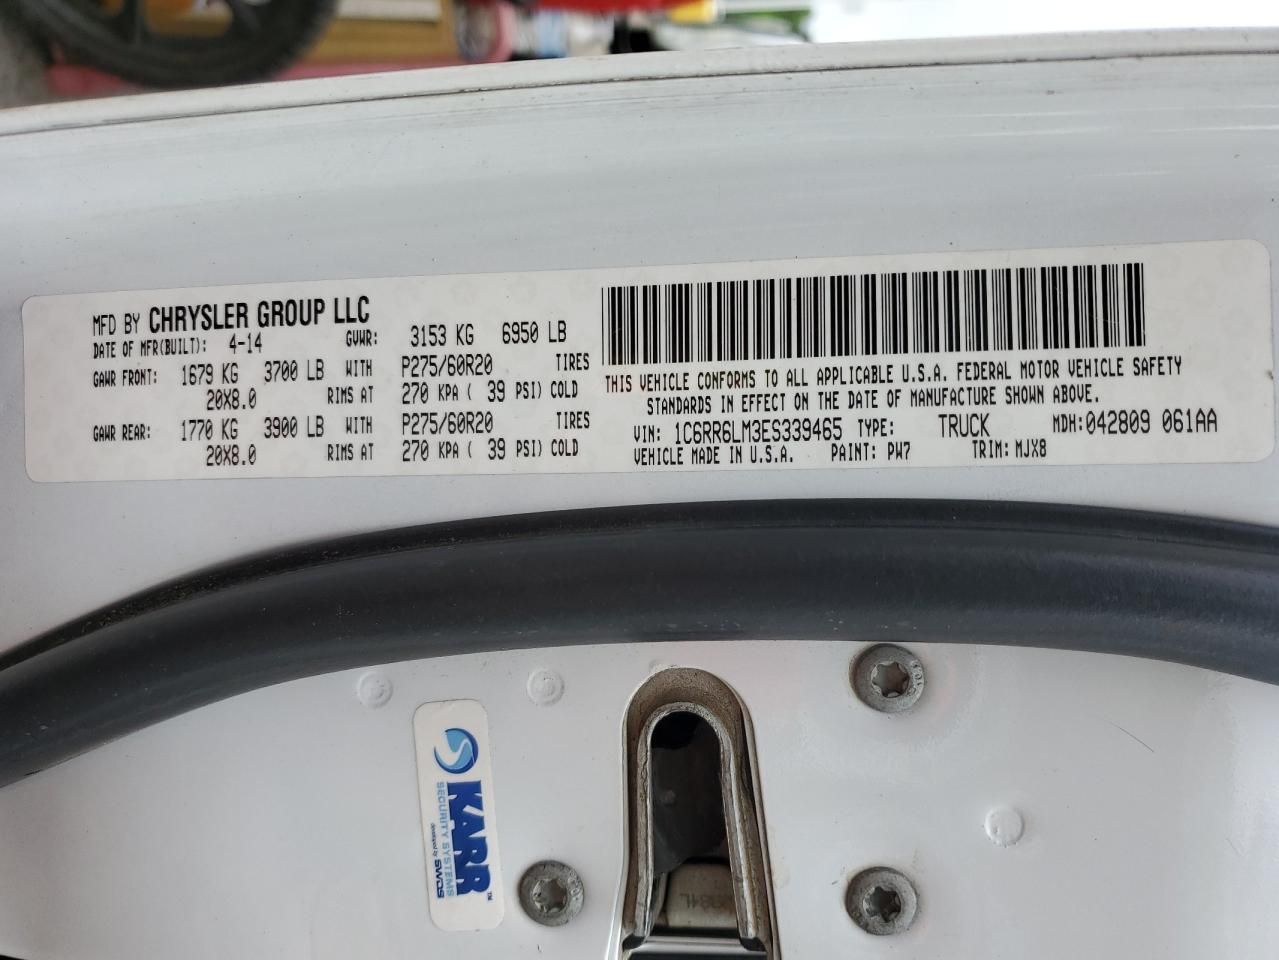 MFD BY CHRYSLER GROUP LLC
DATE OF MFR(BUILT): 4-14 GVWR: 3153 KG 6950 LB
GAWR FRONT: 1679 KG 3700 LB WITH P275/60R20 TIRES
20X8.0 RIMS AT 270 KPA ( 39 PSI) COLD
GAWR REAR: 1770 KG 3900 LB WITH P275/60R20 TIRES
20X8.0 RIMS AT 270 KPA ( 39 PSI) COLD
THIS VEHICLE CONFORMS TO ALL APPLICABLE U.S.A. FEDERAL MOTOR VEHICLE SAFETY
STANDARDS IN EFFECT ON THE DATE OF MANUFACTURE SHOWN ABOVE.
VIN: 1C6RR6LM3ES339465 TYPE: TRUCK MDH:042809 061AA
VEHICLE MADE IN U.S.A. PAINT: PW7 TRIM: MJX8
KARR™
SECURITY SYSTEMS
developed by SWDS